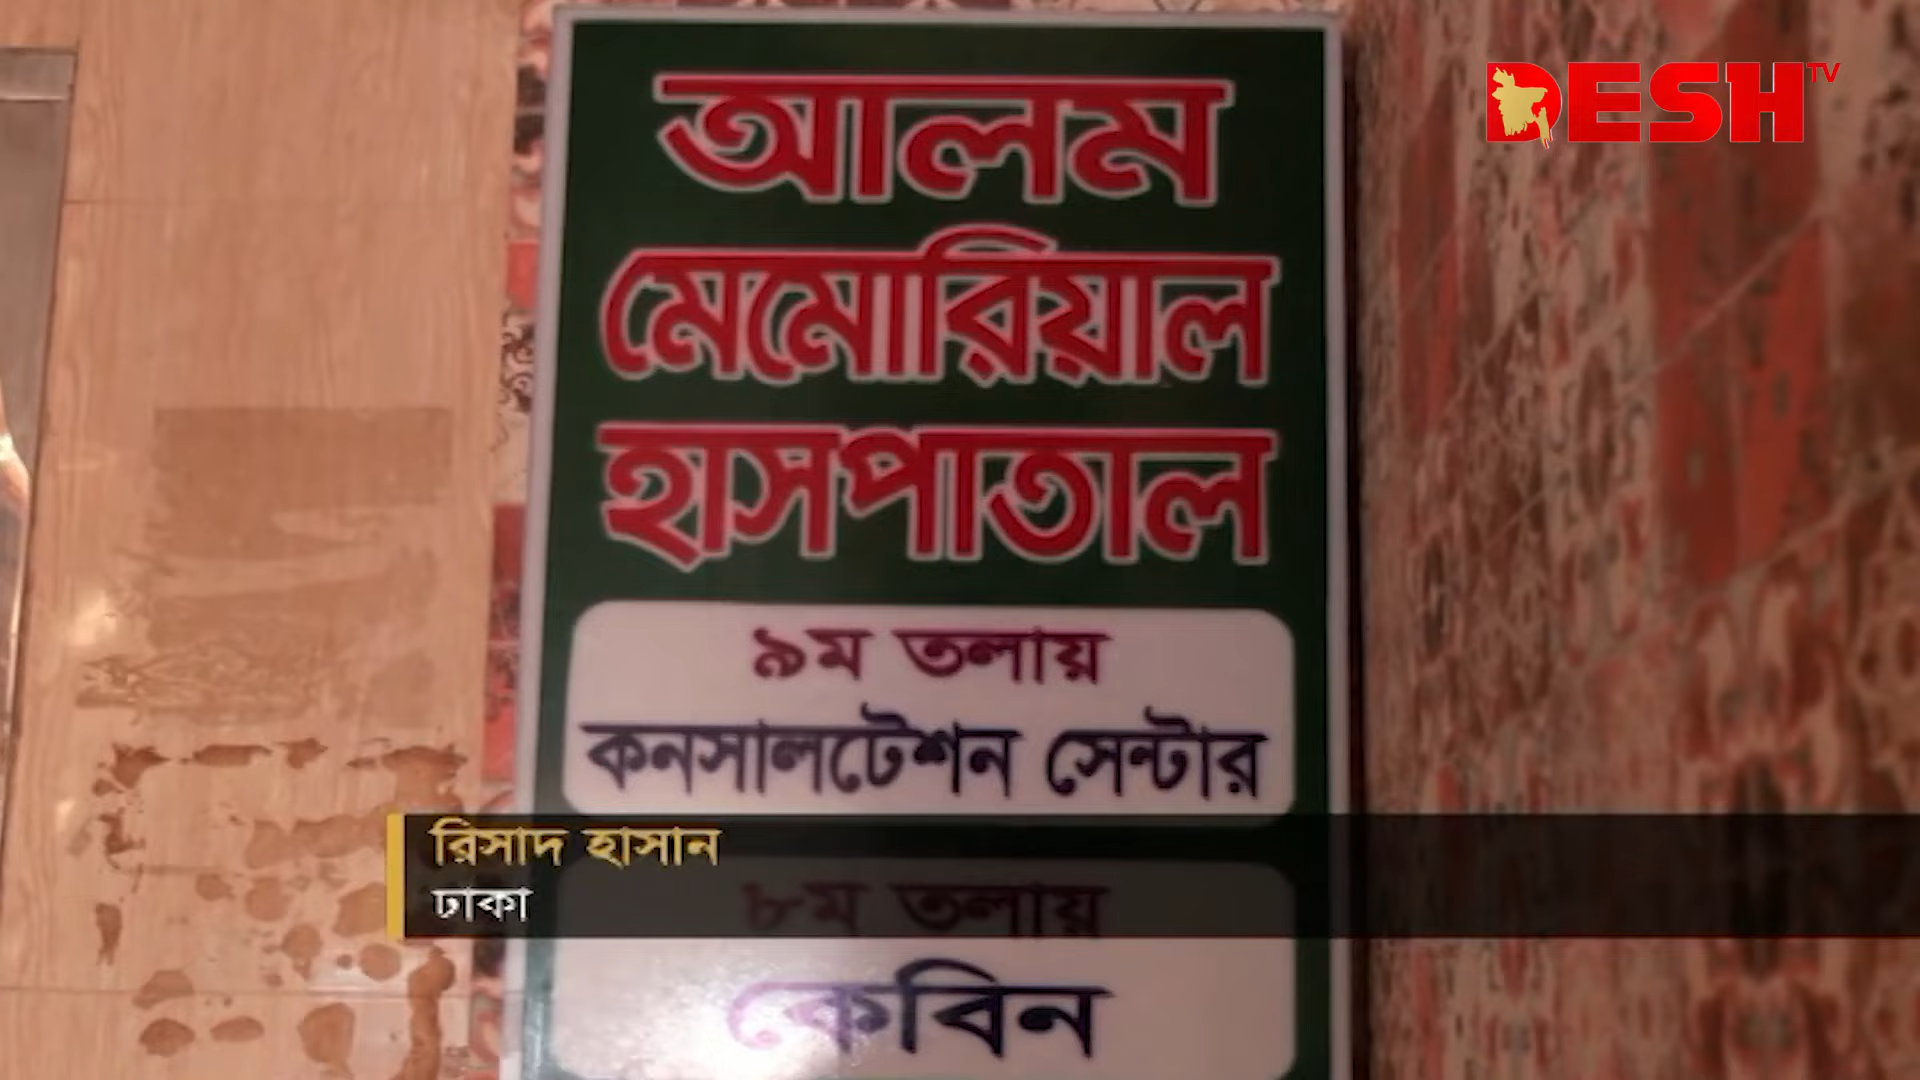 DESH TV
আলম
মেমোরিয়াল
হাসপাতাল
৯ম তলায়
কনসালটেশন সেন্টার
রিসাদ হাসান
ঢাকা
৮ম তলায়
কেবিন